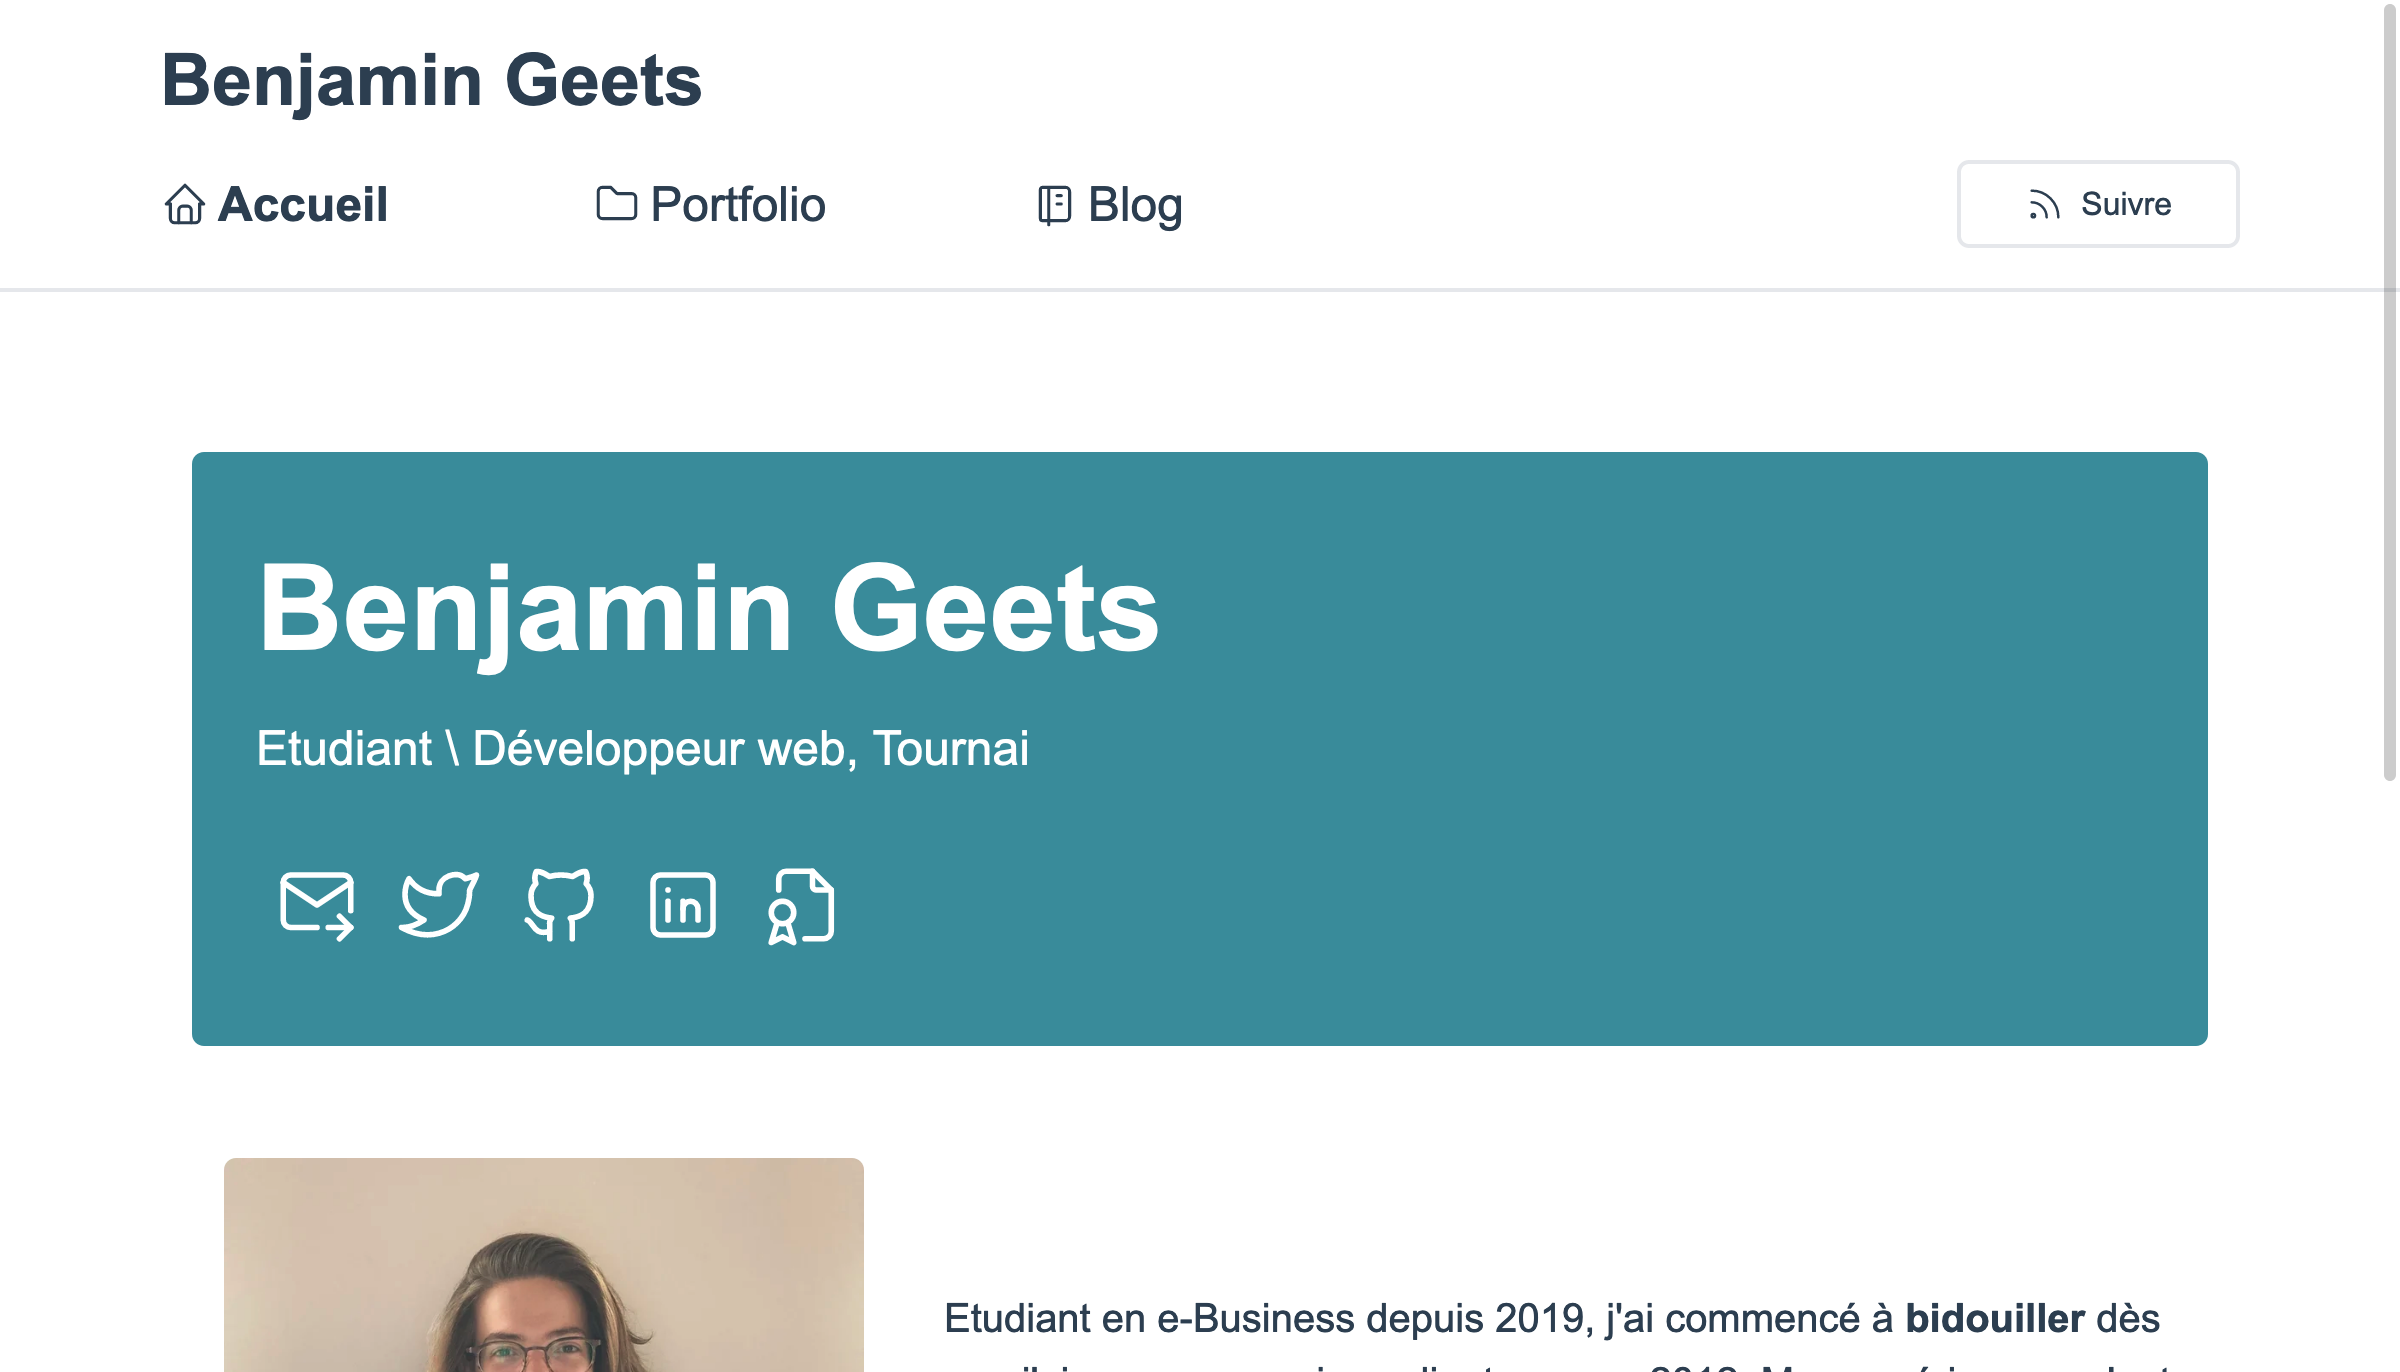 Benjamin Geets
Accueil
Portfolio
Blog
Suivre
Benjamin Geets
Etudiant \ Développeur web, Tournai
Etudiant en e-Business depuis 2019, j'ai commencé à bidouiller dès